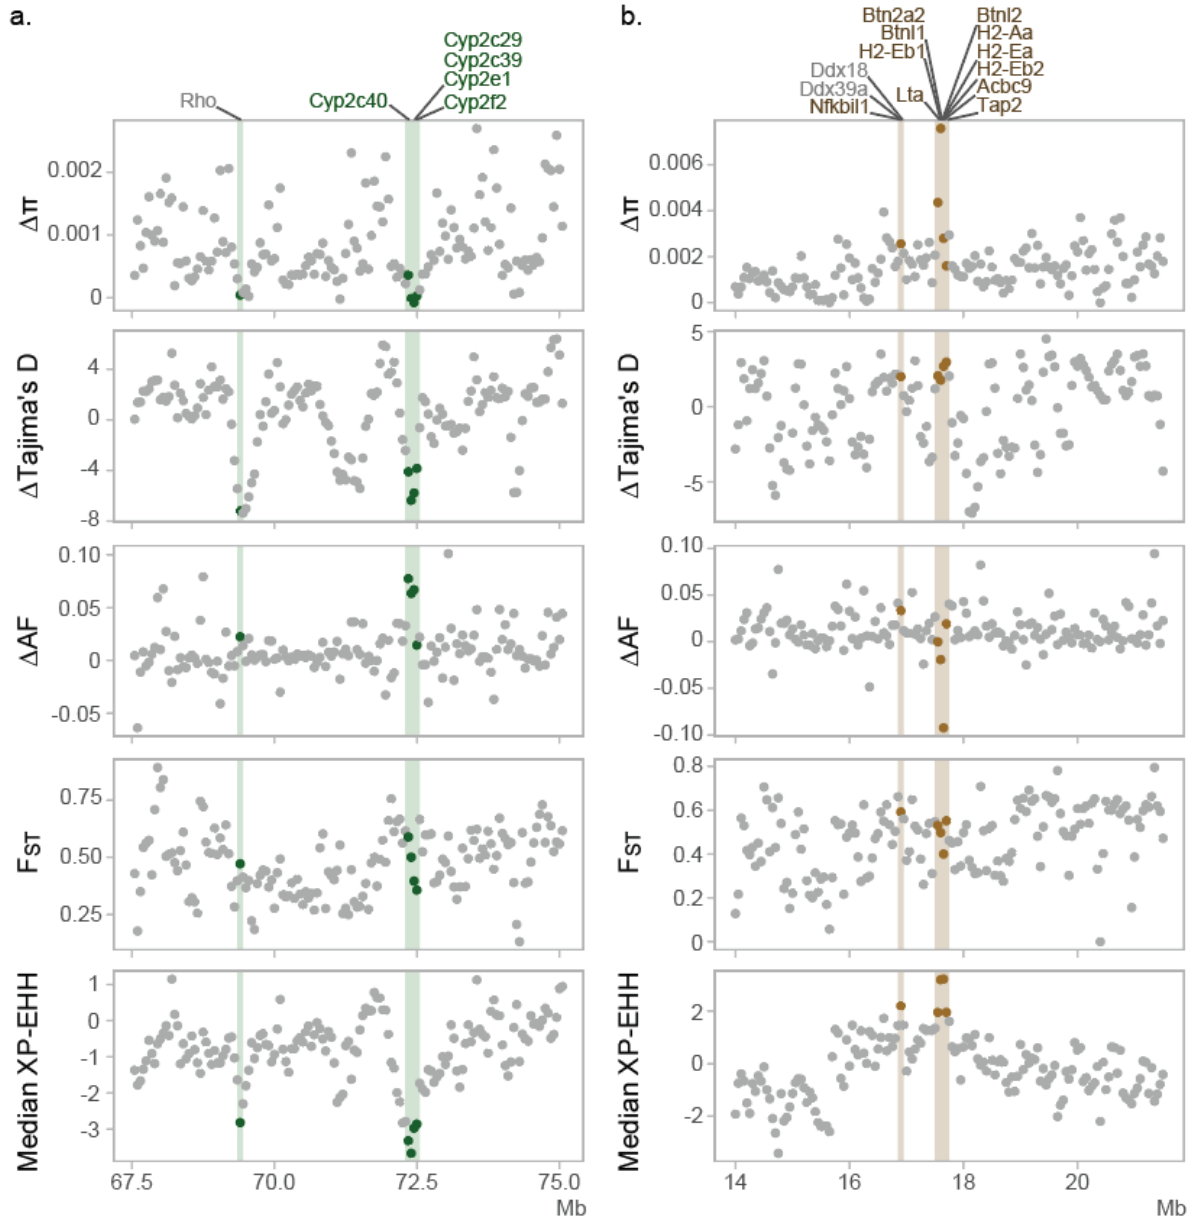 a.
Cyp2c29
Cyp2c39
Cyp2e1
Cyp2f2
Cyp2c40
Rho
Δπ
0.002
0.001
0
ΔTajima's D
4
0
-4
-8
ΔAF
0.10
0.05
0
-0.05
FST
0.75
0.50
0.25
Median XP-EHH
1
0
-1
-2
-3
67.5
70.0
72.5
75.0
Mb
b.
Btn2a2
Btnl1
H2-Eb1
Ddx18
Ddx39a
Nfkbil1
Lta
Btnl2
H2-Aa
H2-Ea
H2-Eb2
Acbc9
Tap2
Δπ
0.006
0.004
0.002
0
ΔTajima's D
5
0
-5
ΔAF
0.10
0.05
0
-0.05
-0.10
FST
0.8
0.6
0.4
0.2
0
Median XP-EHH
2
0
-2
14
16
18
20
Mb